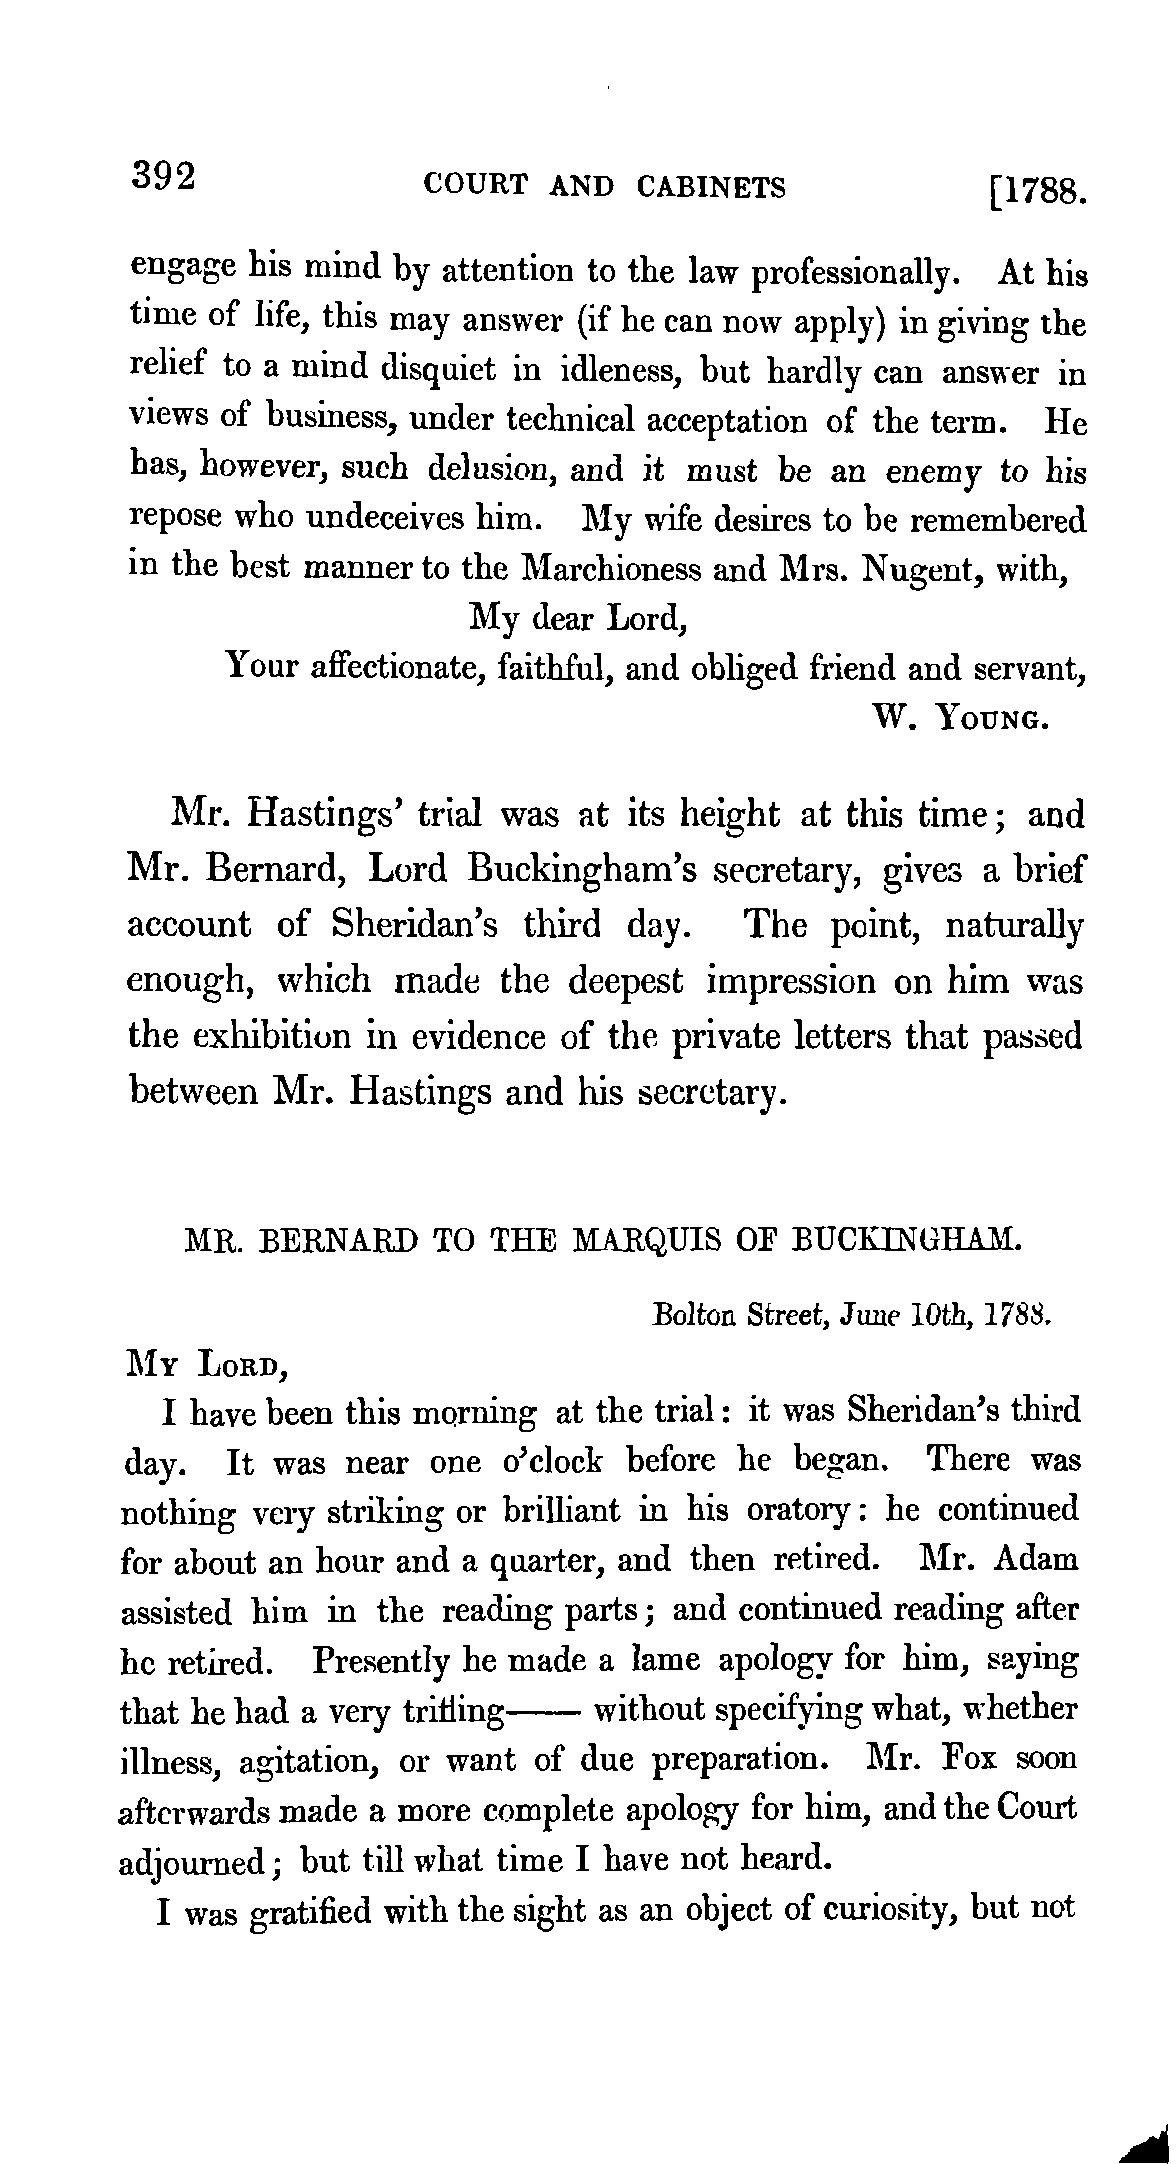 392 COURT AND CABINETS [1788.
engage his mind by attention to the law professionally. At his
time of life, this may answer (if he can now apply) in giving the
relief to a mind disquiet in idleness, but hardly can answer in
views of business, under technical acceptation of the term. He
has, however, such delusion, and it must be an enemy to his
repose who undeceives him. My wife desires to be remembered
in the best manner to the Marchioness and Mrs. Nugent, with,
My dear Lord,
Your affectionate, faithful, and obliged friend and servant,
W. YOUNG.
Mr. Hastings' trial was at its height at this time; and
Mr. Bernard, Lord Buckingham's secretary, gives a brief
account of Sheridan's third day. The point, naturally
enough, which made the deepest impression on him was
the exhibition in evidence of the private letters that passed
between Mr. Hastings and his secretary.
MR. BERNARD TO THE MARQUIS OF BUCKINGHAM.
Bolton Street, June 10th, 1788.
MY LORD,
I have been this morning at the trial: it was Sheridan's third
day. It was near one o'clock before he began. There was
nothing very striking or brilliant in his oratory: he continued
for about an hour and a quarter, and then retired. Mr. Adam
assisted him in the reading parts; and continued reading after
he retired. Presently he made a lame apology for him, saying
that he had a very trifling—— without specifying what, whether
illness, agitation, or want of due preparation. Mr. Fox soon
afterwards made a more complete apology for him, and the Court
adjourned; but till what time I have not heard.
I was gratified with the sight as an object of curiosity, but not